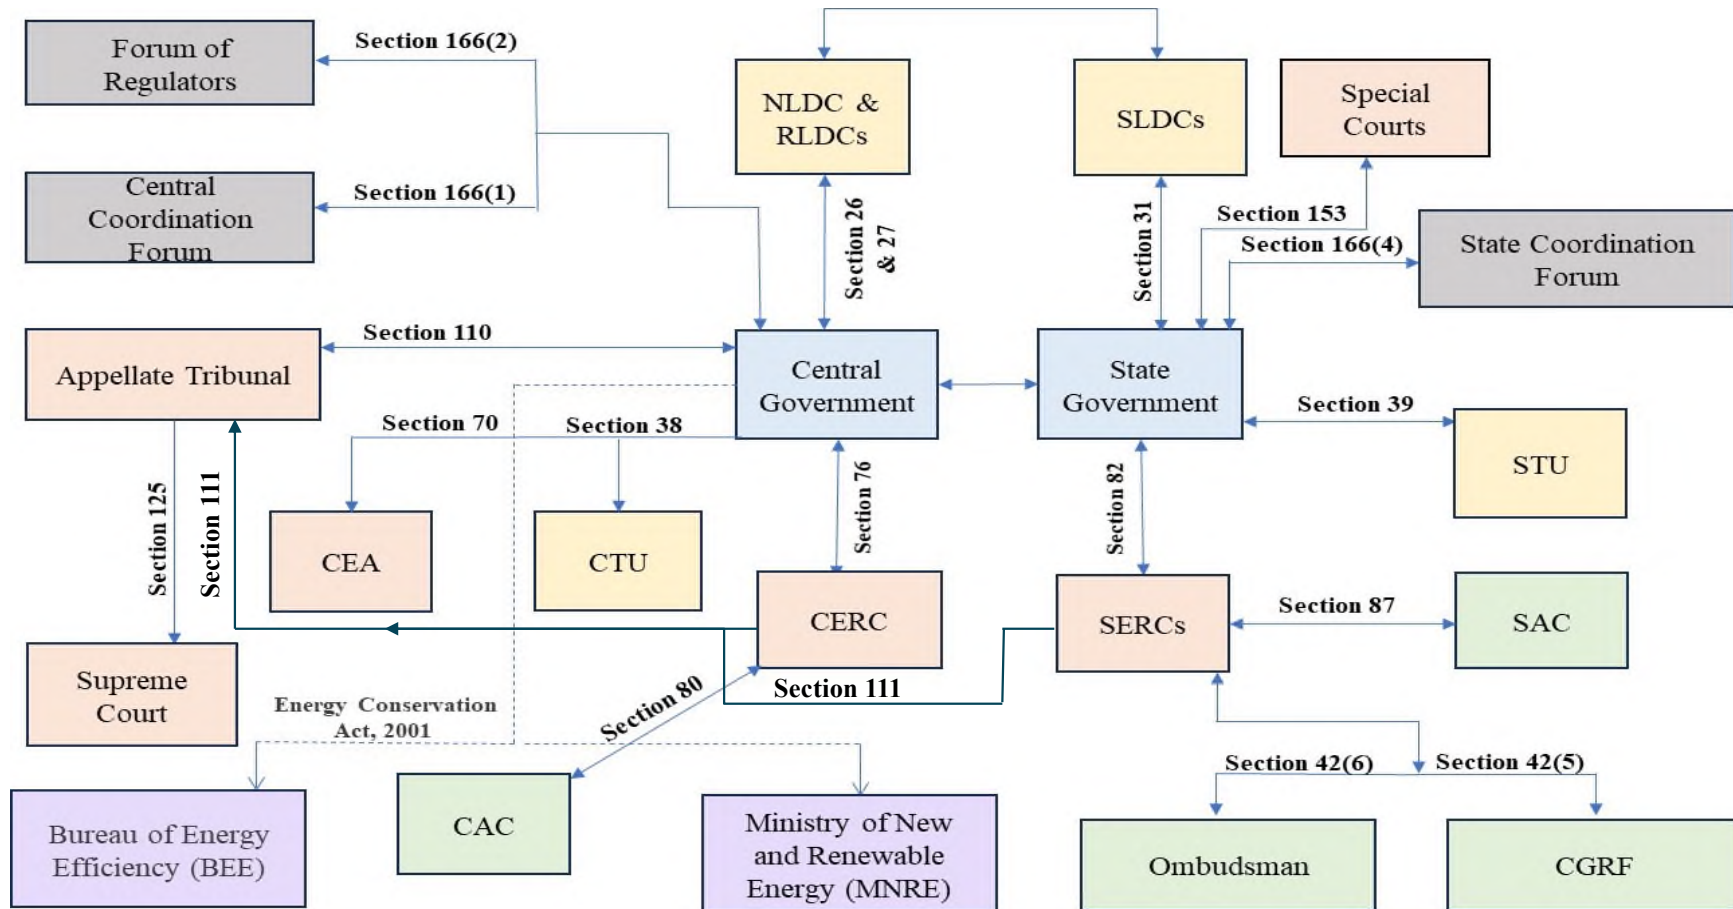 Forum of
Regulators
Section 166(2)
NLDC &
RLDCs
SLDCs
Special
Courts
Central
Coordination
Forum
Section 166(1)
Section 26
& 27
Section 31
Section 153
Section 166(4)
State Coordination
Forum
Appellate Tribunal
Section 110
Central
Government
State
Government
Section 39
STU
Section 70
Section 38
Section 76
Section 82
Section 125
Section 111
CEA
CTU
CERC
SERCs
Section 87
SAC
Supreme
Court
Energy Conservation
Act, 2001
Section 80
Section 111
Section 42(6)
Section 42(5)
Bureau of Energy
Efficiency (BEE)
CAC
Ministry of New
and Renewable
Energy (MNRE)
Ombudsman
CGRF